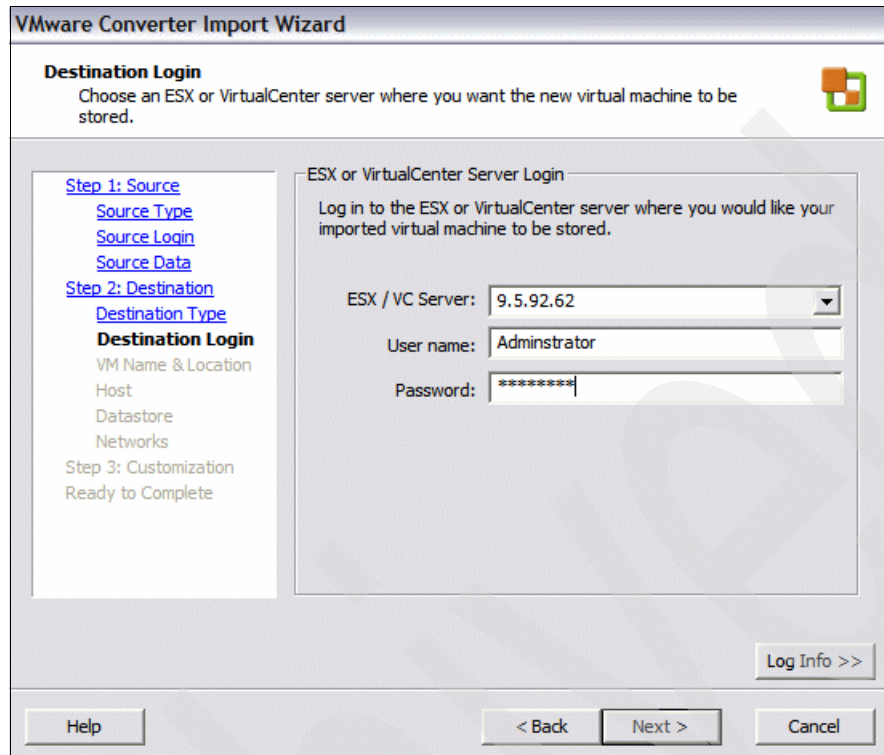 VMware Converter Import Wizard
Destination Login
Choose an ESX or VirtualCenter server where you want the new virtual machine to be
stored.
Step 1: Source
Source Type
Source Login
Source Data
Step 2: Destination
Destination Type
Destination Login
VM Name & Location
Host
Datastore
Networks
Step 3: Customization
Ready to Complete
ESX or VirtualCenter Server Login
Log in to the ESX or VirtualCenter server where you would like your
imported virtual machine to be stored.
ESX / VC Server: 9.5.92.62
User name: Adminstrator
Password: ********
Log Info >>
Help < Back Next > Cancel